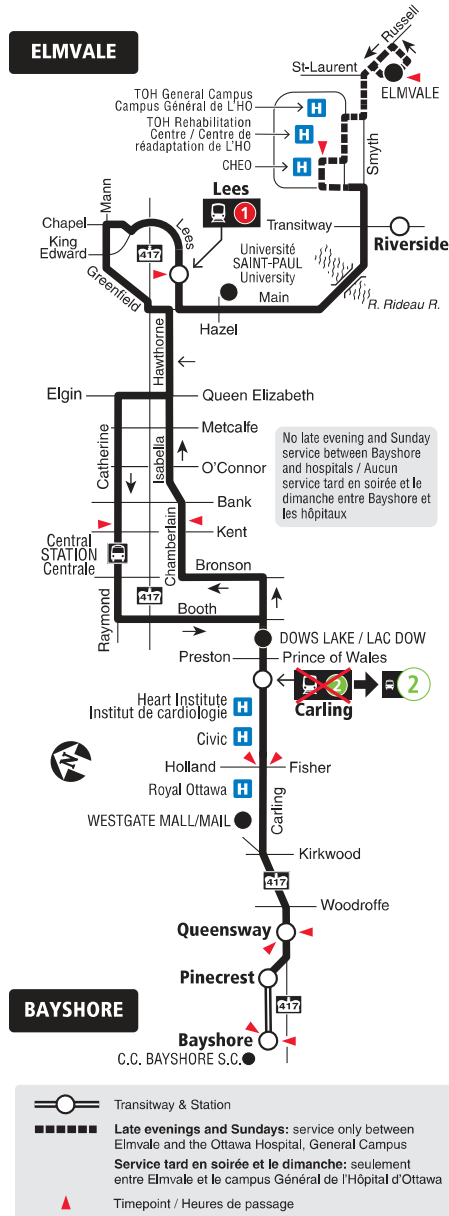 ELMVALE
Russell
St-Laurent
ELMVALE
TOH General Campus
Campus Général de L'HO
TOH Rehabilitation
Centre / Centre de
réadaptation de L'HO
CHEO
H
H
H
Smyth
Mann
Lees
1
Chapel
King
Edward
Lees
417
Greenfield
Transitway
Riverside
Université
SAINT-PAUL
University
Main
R. Rideau R.
Hazel
Hawthorne
Elgin
Queen Elizabeth
Catherine
Isabella
Metcalfe
O'Connor
Bank
Kent
Chamberlain
No late evening and Sunday
service between Bayshore
and hospitals / Aucun
service tard en soirée et le
dimanche entre Bayshore et
les hôpitaux
Central
STATION
Centrale
Bronson
417
Raymond
Booth
DOWS LAKE / LAC DOW
Preston
Prince of Wales
2
2
Carling
Heart Institute
Institut de cardiologie
H
Civic
H
N
Holland
Fisher
Royal Ottawa
H
Carling
WESTGATE MALL/MAIL
Kirkwood
417
Woodroffe
Queensway
Pinecrest
417
BAYSHORE
Bayshore
C.C. BAYSHORE S.C.
Transitway & Station
Late evenings and Sundays: service only between
Elmvale and the Ottawa Hospital, General Campus
Service tard en soirée et le dimanche: seulement
entre Elmvale et le campus Général de l'Hôpital d'Ottawa
Timepoint / Heures de passage